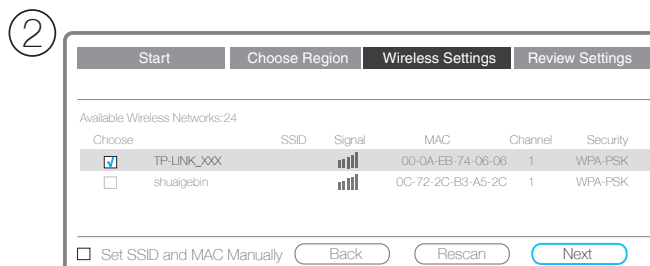 2
Start Choose Region Wireless Settings Review Settings
Available Wireless Networks:24
Choose SSID Signal MAC Channel Security
TP-LINK_XXX 00-0A-EB-74-06-06 1 WPA-PSK
shuaigebin 0C-72-2C-B3-A5-2C 1 WPA-PSK
Set SSID and MAC Manually Back Rescan Next